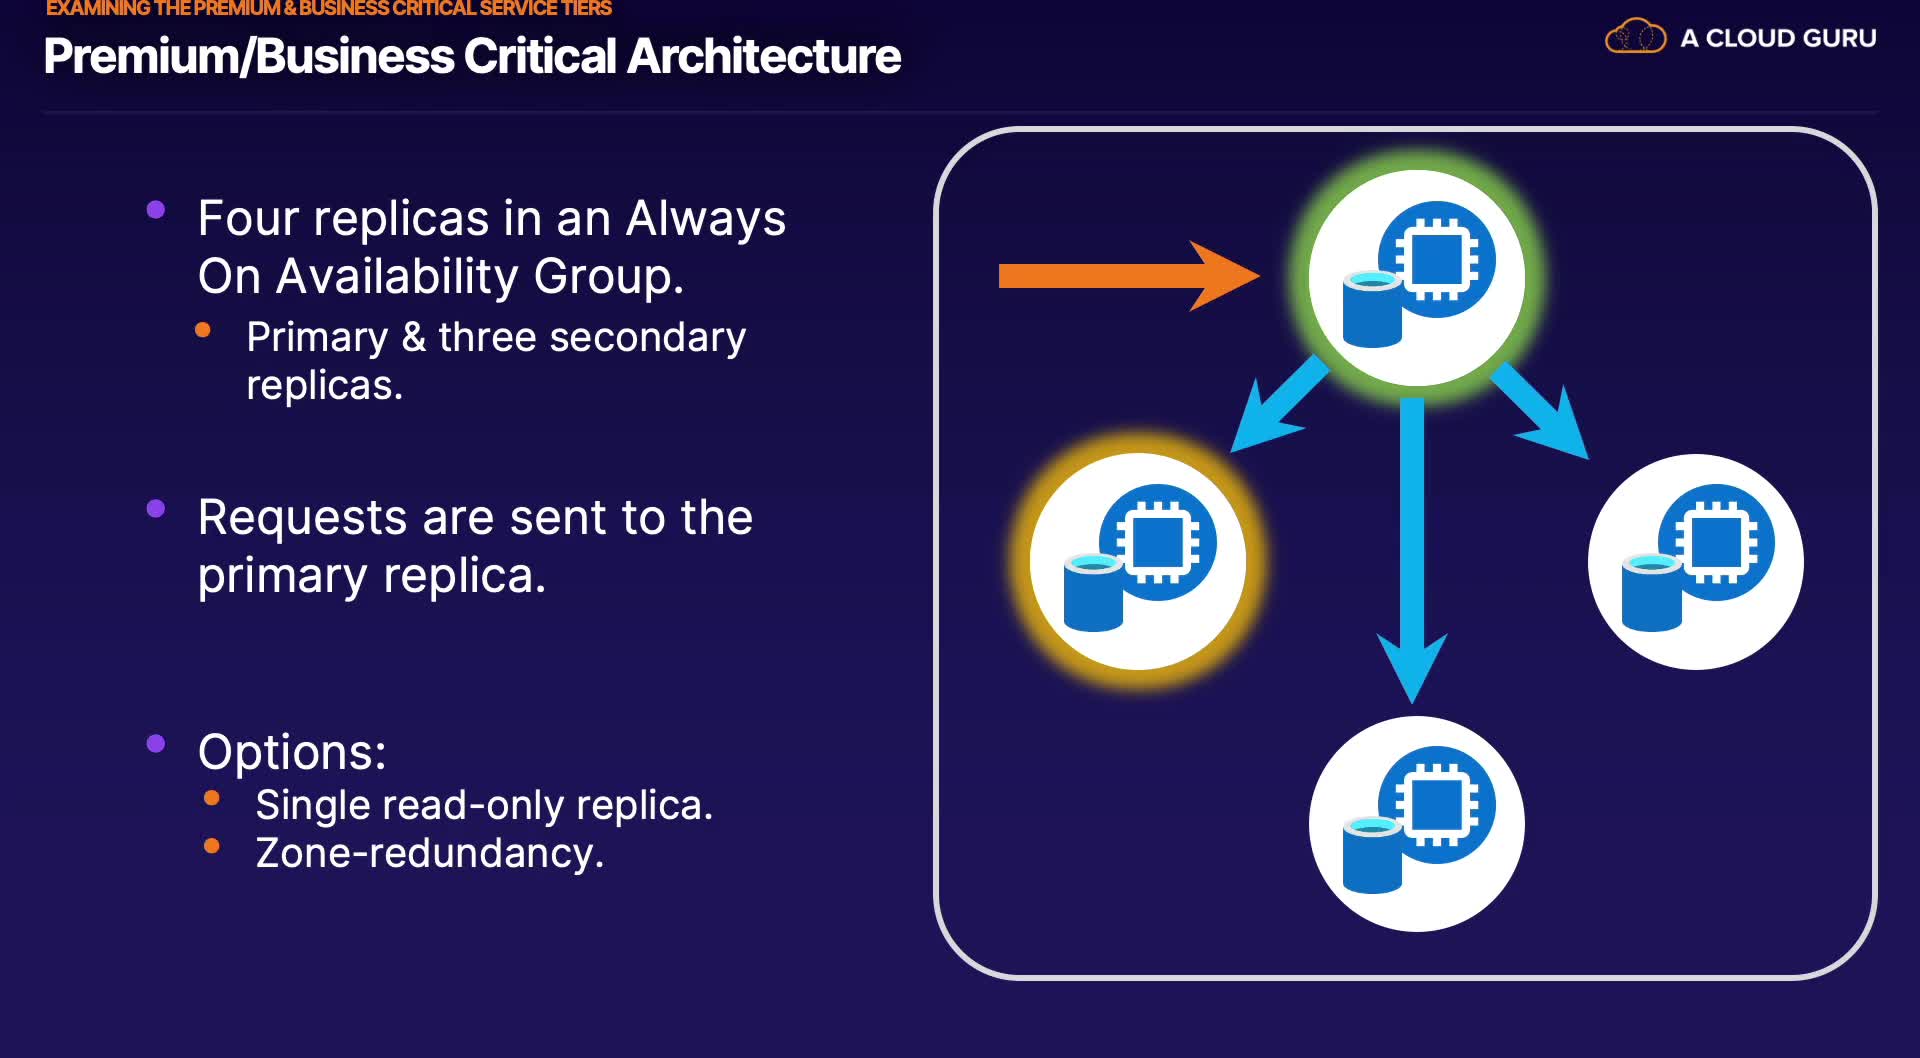 EXAMINING THE PREMIUM & BUSINESS CRITICAL SERVICE TIERS
Premium/Business Critical Architecture
A CLOUD GURU
Four replicas in an Always
On Availability Group.
Primary & three secondary
replicas.
Requests are sent to the
primary replica.
Options:
Single read-only replica.
Zone-redundancy.